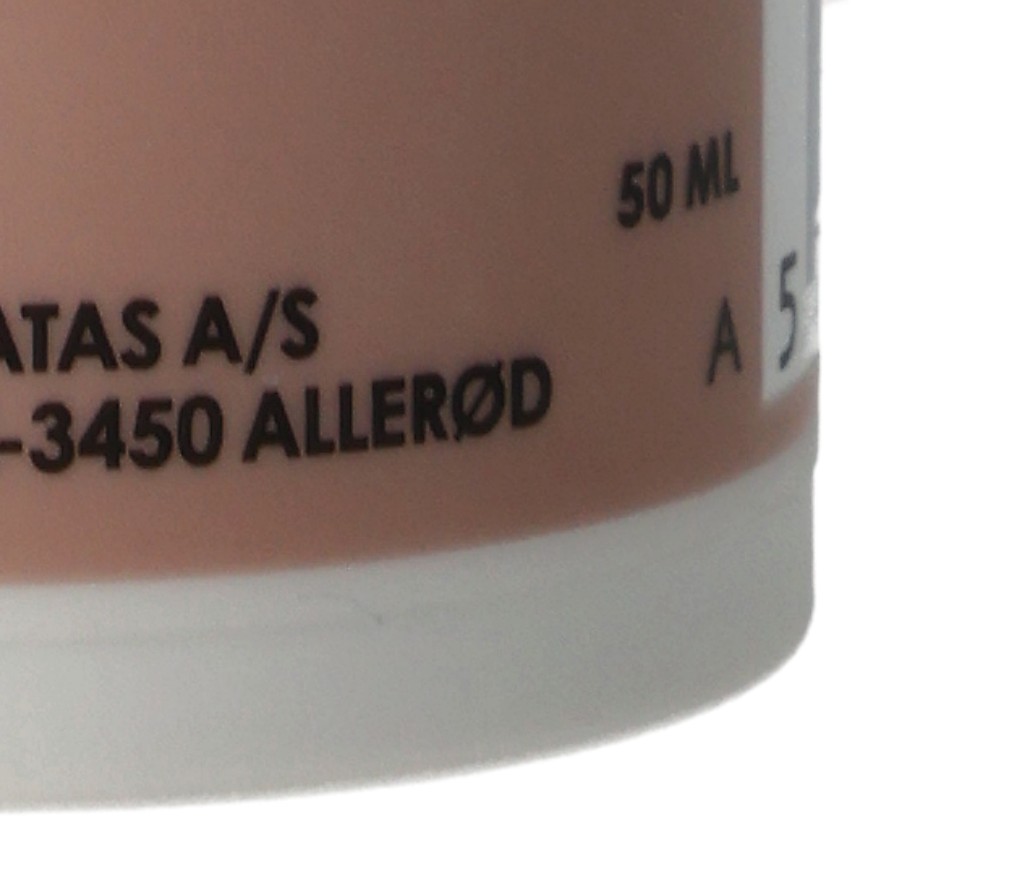 50 ML
ATAS A/S
-3450 ALLERØD
A 5